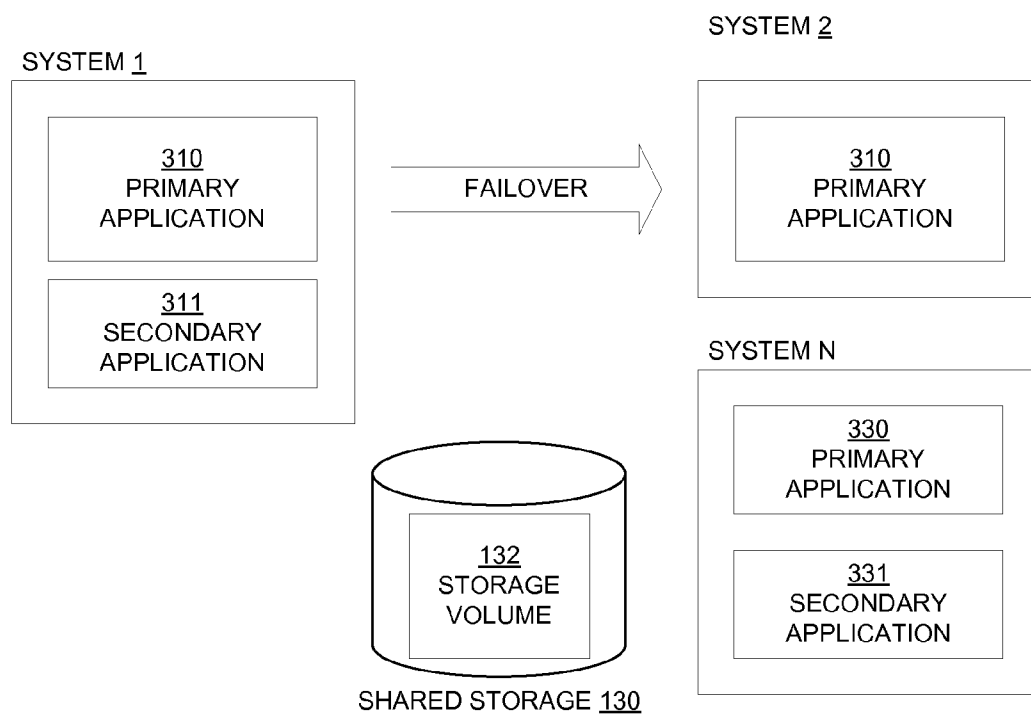 SYSTEM 1
310
PRIMARY
APPLICATION
311
SECONDARY
APPLICATION
FAILOVER
SYSTEM 2
310
PRIMARY
APPLICATION
SYSTEM N
330
PRIMARY
APPLICATION
331
SECONDARY
APPLICATION
132
STORAGE
VOLUME
SHARED STORAGE 130